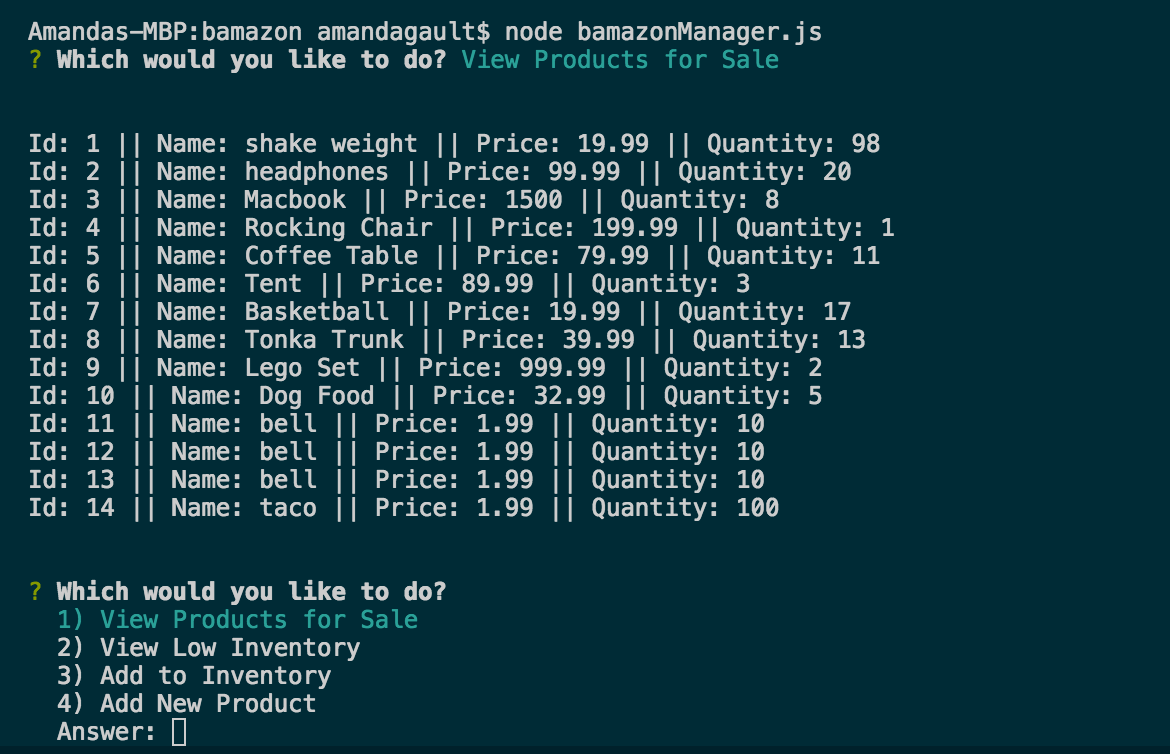 Amandas-MBP:bamazon amandagault$ node bamazonManager.js
? Which would you like to do? View Products for Sale
Id: 1 || Name: shake weight || Price: 19.99 || Quantity: 98
Id: 2 || Name: headphones || Price: 99.99 || Quantity: 20
Id: 3 || Name: Macbook || Price: 1500 || Quantity: 8
Id: 4 || Name: Rocking Chair || Price: 199.99 || Quantity: 1
Id: 5 || Name: Coffee Table || Price: 79.99 || Quantity: 11
Id: 6 || Name: Tent || Price: 89.99 || Quantity: 3
Id: 7 || Name: Basketball || Price: 19.99 || Quantity: 17
Id: 8 || Name: Tonka Trunk || Price: 39.99 || Quantity: 13
Id: 9 || Name: Lego Set || Price: 999.99 || Quantity: 2
Id: 10 || Name: Dog Food || Price: 32.99 || Quantity: 5
Id: 11 || Name: bell || Price: 1.99 || Quantity: 10
Id: 12 || Name: bell || Price: 1.99 || Quantity: 10
Id: 13 || Name: bell || Price: 1.99 || Quantity: 10
Id: 14 || Name: taco || Price: 1.99 || Quantity: 100
? Which would you like to do?
1) View Products for Sale
2) View Low Inventory
3) Add to Inventory
4) Add New Product
Answer: